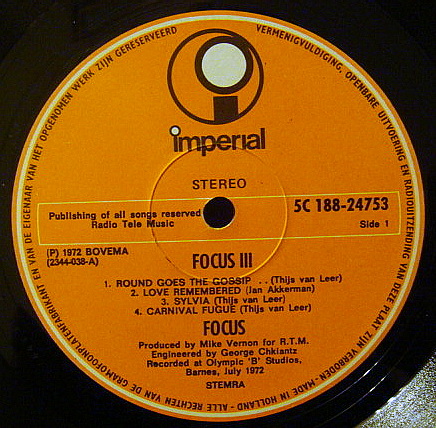 ALLE RECHTEN VAN DE GRAMOFOONPLATENFABRIKANT EN VAN DE EIGENAAR VAN HET OPGENOMEN WERK ZIJN GERESERVEERD
VERMENIGVULDIGING, OPENBARE UITVOERING EN RADIOUITZENDING VAN DEZE PLAAT ZIJN VERBODEN - MADE IN HOLLAND -
imperial
STEREO
Publishing of all songs reserved
Radio Tele Music
5C 188-24753
Side 1
(P) 1972 BOVEMA
(2344-038-A)
FOCUS III
1. ROUND GOES THE GOSSIP . . (Thijs van Leer)
2. LOVE REMEMBERED (Jan Akkerman)
3. SYLVIA (Thijs van Leer)
4. CARNIVAL FUGUE (Thijs van Leer)
FOCUS
Produced by Mike Vernon for R.T.M.
Engineered by George Chkiantz
Recorded at Olympic 'B' Studios,
Barnes, July 1972
STEMRA